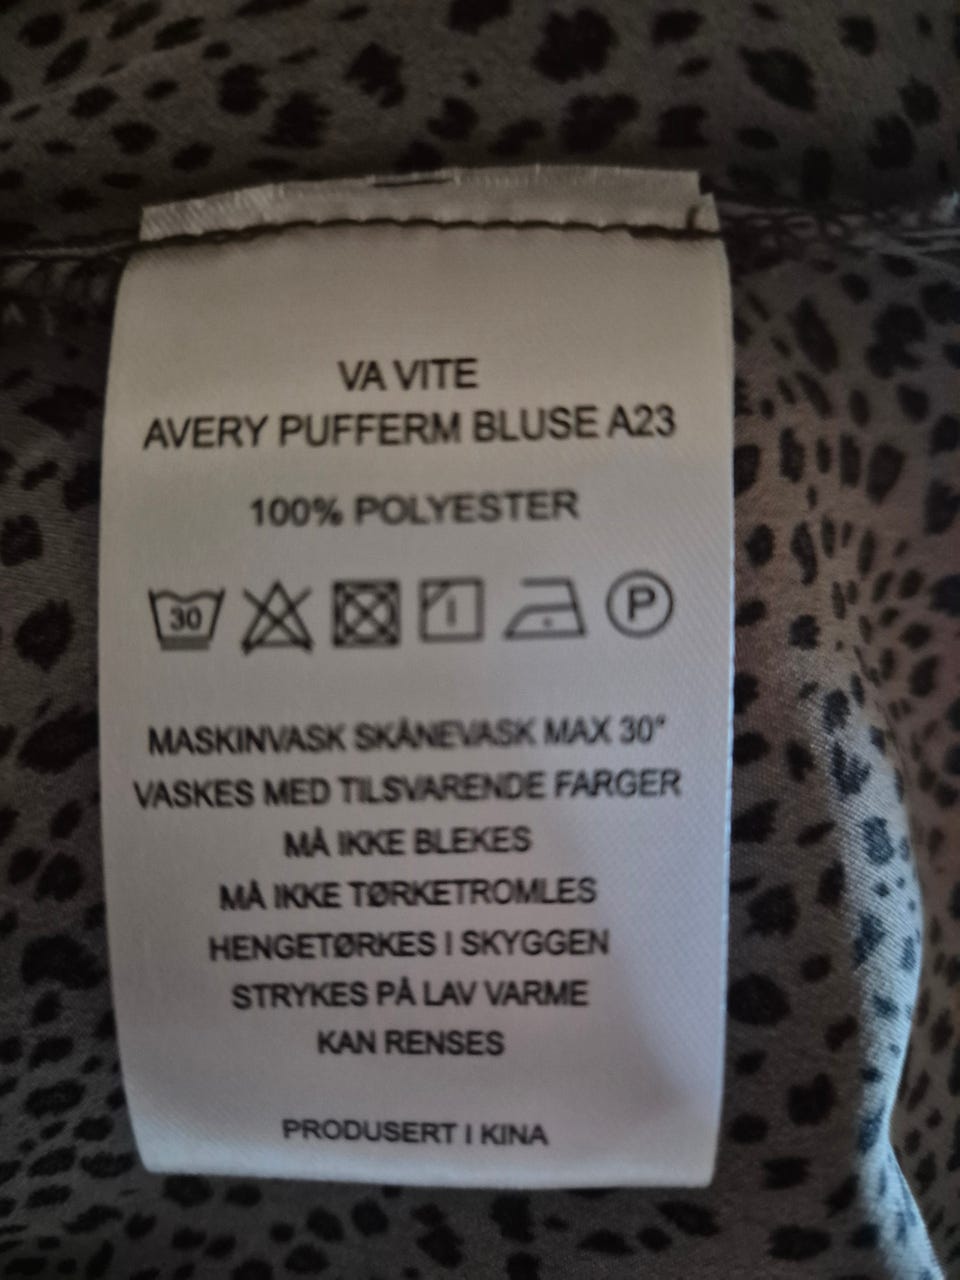 VA VITE
AVERY PUFFERM BLUSE A23
100% POLYESTER
30 P
MASKINVASK SKÅNEVASK MAX 30°
VASKES MED TILSVARENDE FARGER
MÅ IKKE BLEKES
MÅ IKKE TØRKETROMLES
HENGETØRKES I SKYGGEN
STRYKES PÅ LAV VARME
KAN RENSES
PRODUSERT I KINA